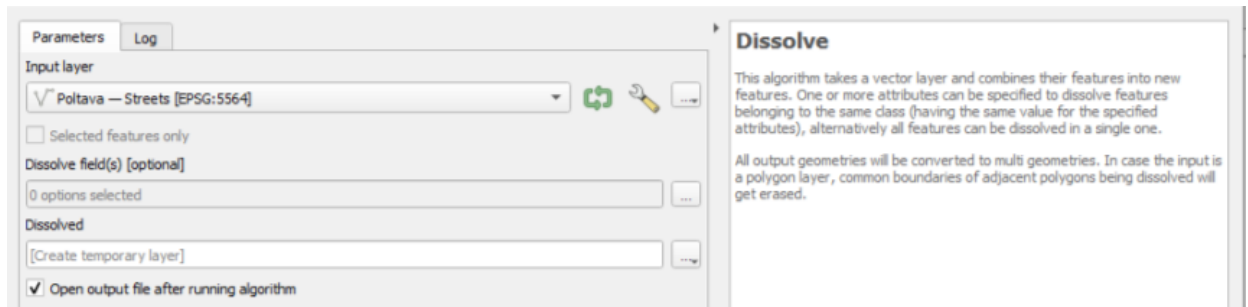 Parameters
Log
Input layer
Poltava — Streets [EPSG:5564]
...
Selected features only
Dissolve field(s) [optional]
0 options selected
...
Dissolved
[Create temporary layer]
...
Open output file after running algorithm
Dissolve
This algorithm takes a vector layer and combines their features into new
features. One or more attributes can be specified to dissolve features
belonging to the same class (having the same value for the specified
attributes), alternatively all features can be dissolved in a single one.
All output geometries will be converted to multi geometries. In case the input is
a polygon layer, common boundaries of adjacent polygons being dissolved will
get erased.